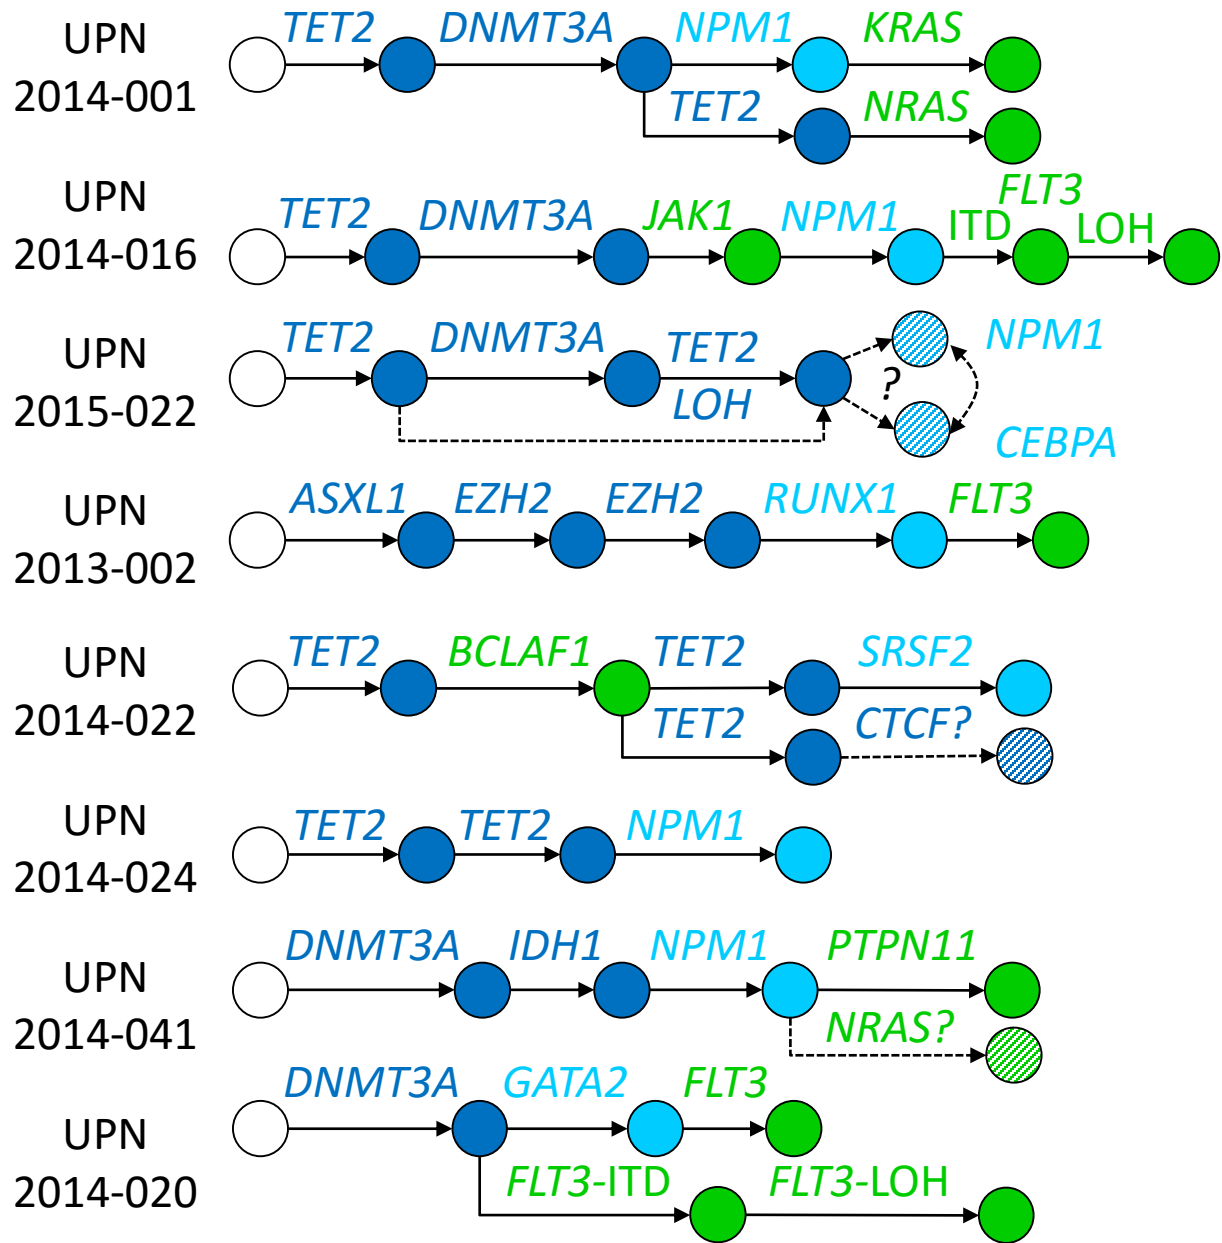 UPN
2014-001
TET2 DNMT3A NPM1 KRAS
TET2 NRAS
UPN
2014-016
FLT3
TET2 DNMT3A JAK1 NPM1 ITD LOH
UPN
2015-022
TET2 DNMT3A TET2 NPM1
LOH ?
CEBPA
UPN
2013-002
ASXL1 EZH2 EZH2 RUNX1 FLT3
UPN
2014-022
TET2 BCLAF1 TET2 SRSF2
TET2 CTCF?
UPN
2014-024
TET2 TET2 NPM1
UPN
2014-041
DNMT3A IDH1 NPM1 PTPN11
NRAS?
UPN
2014-020
DNMT3A GATA2 FLT3
FLT3-ITD FLT3-LOH